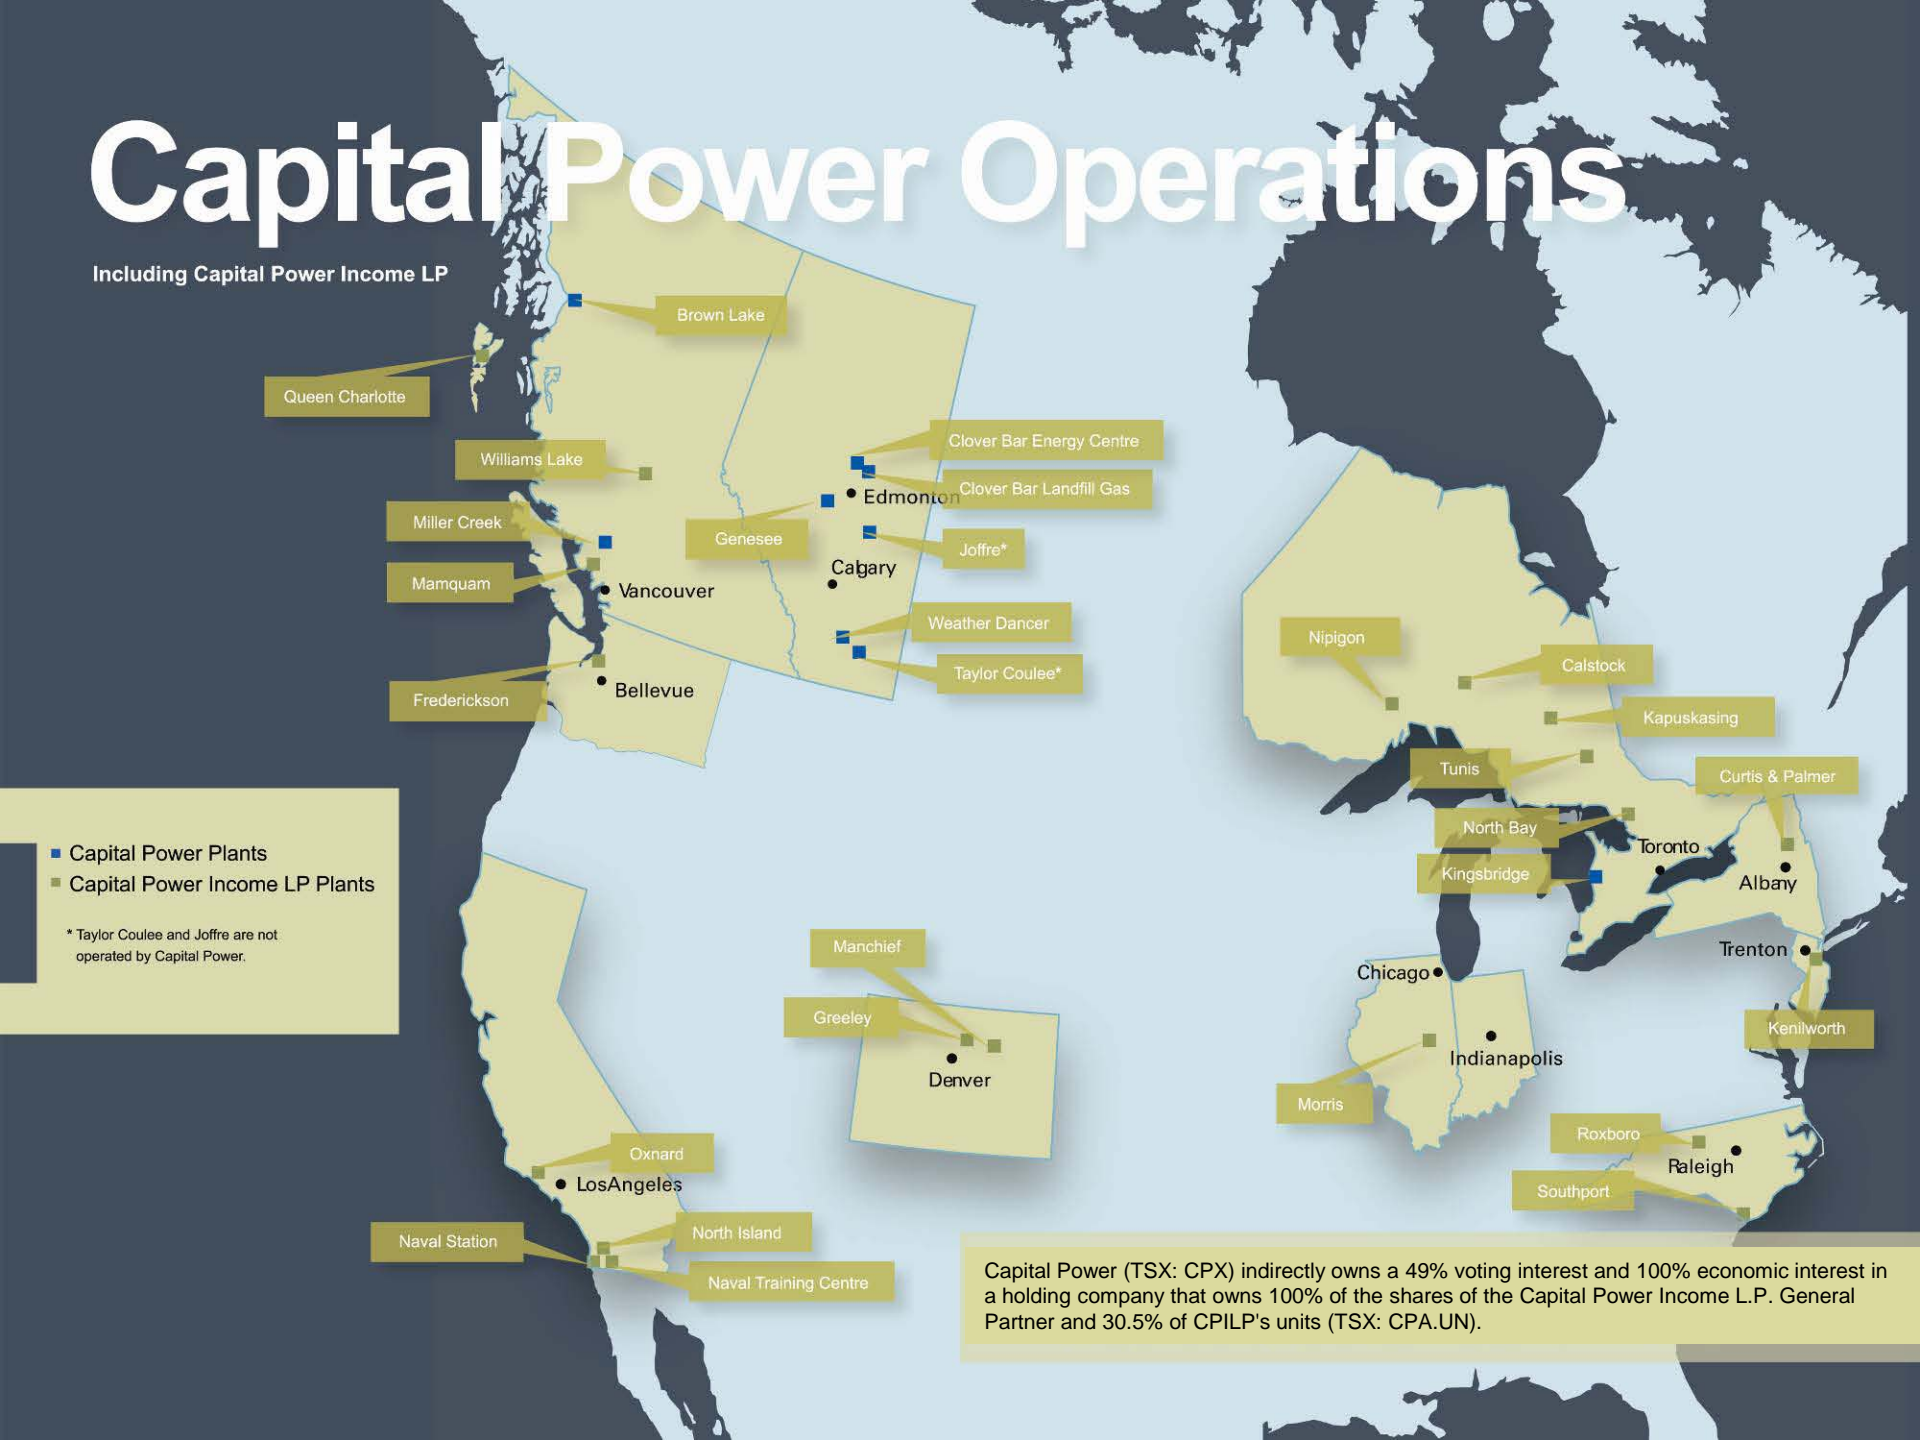 Capital Power Operations
Including Capital Power Income LP
Brown Lake
Queen Charlotte
Williams Lake
Clover Bar Energy Centre
Clover Bar Landfill Gas
Edmonton
Miller Creek
Genesee
Joffre*
Mamquam
Calgary
Vancouver
Weather Dancer
Taylor Coulee*
Frederickson
Bellevue
Nipigon
Calstock
Kapuskasing
Tunis
Curtis & Palmer
North Bay
Toronto
Kingsbridge
Albany
Capital Power Plants
Capital Power Income LP Plants
* Taylor Coulee and Joffre are not
operated by Capital Power.
Manchief
Greeley
Denver
Chicago
Trenton
Kenilworth
Indianapolis
Morris
Roxboro
Raleigh
Southport
Oxnard
LosAngeles
Naval Station
North Island
Naval Training Centre
Capital Power (TSX: CPX) indirectly owns a 49% voting interest and 100% economic interest in
a holding company that owns 100% of the shares of the Capital Power Income L.P. General
Partner and 30.5% of CPILP's units (TSX: CPA.UN).